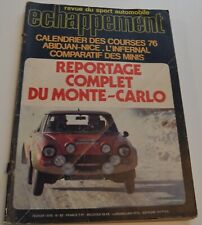 revue du sport automobile
echappement
CALENDRIER DES COURSES 76
ABIDJAN-NICE, L'INFERNAL
COMPARATIF DES MINIS
REPORTAGE
COMPLET
DU MONTE-CARLO